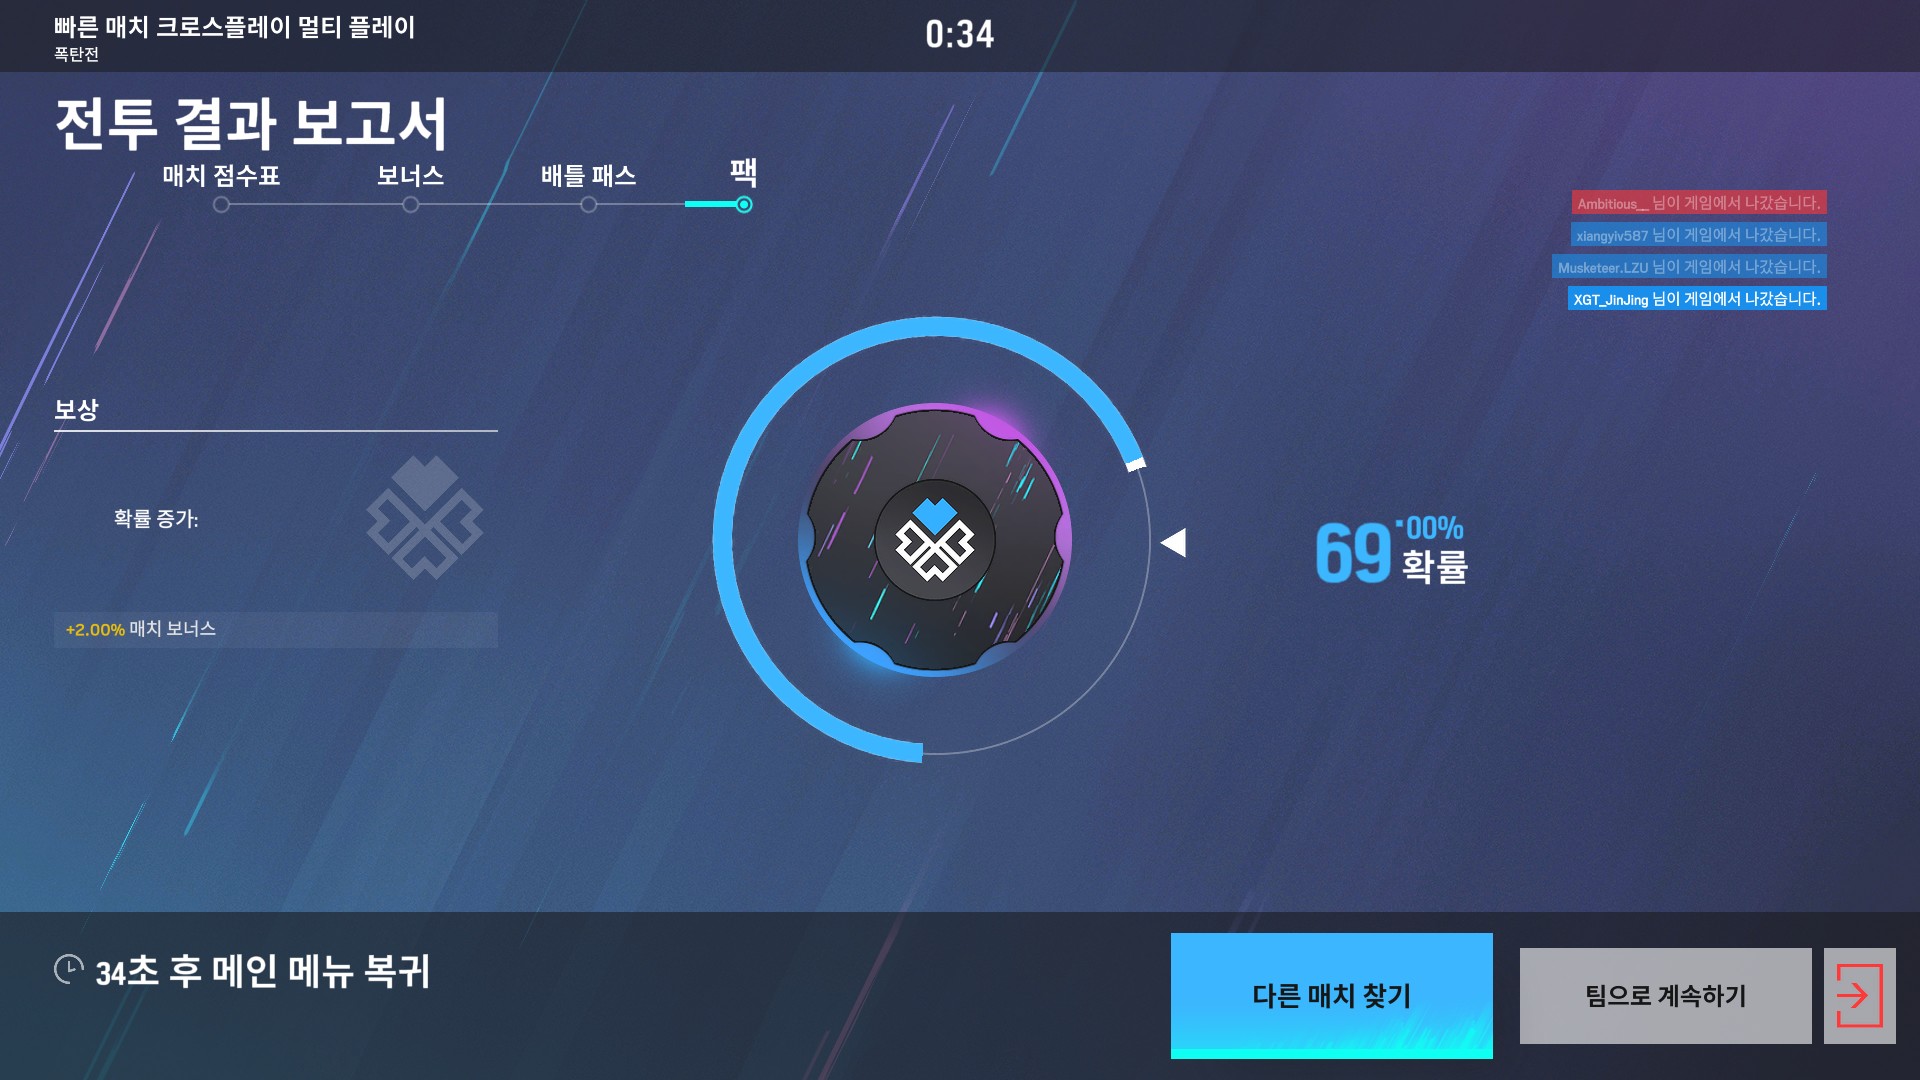 빠른 매치 크로스플레이 멀티 플레이
폭탄전
0:34
전투 결과 보고서
매치 점수표
보너스
배틀 패스
팩
Ambitious__ 님이 게임에서 나갔습니다.
xiangyiv587 님이 게임에서 나갔습니다.
Musketeer.LZU 님이 게임에서 나갔습니다.
XGT_JinJing 님이 게임에서 나갔습니다.
보상
확률 증가:
+2.00% 매치 보너스
69.00%
확률
34초 후 메인 메뉴 복귀
다른 매치 찾기
팀으로 계속하기